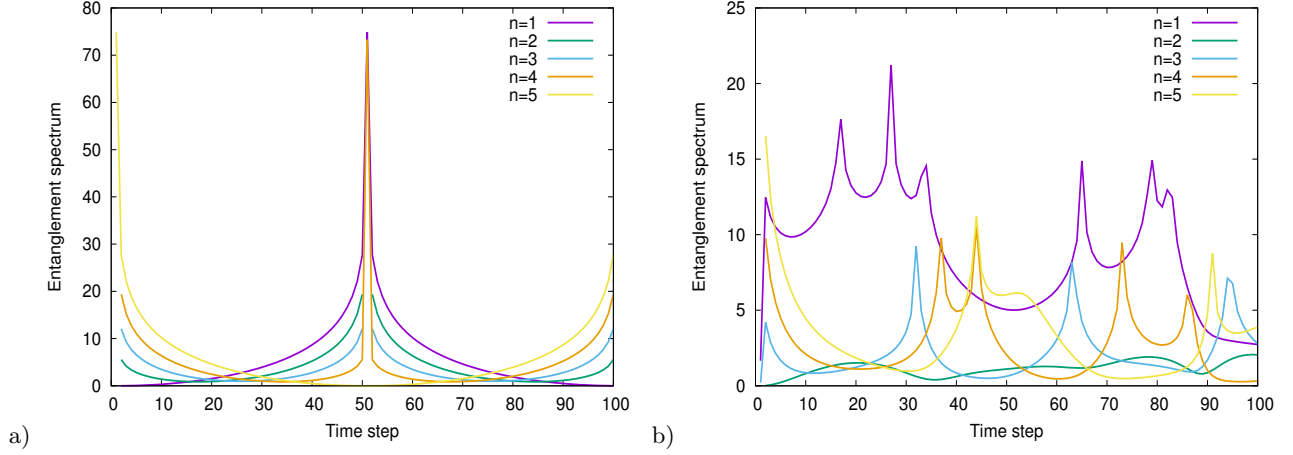 80
70
60
50
40
30
20
10
0
Entanglement spectrum
n=1
n=2
n=3
n=4
n=5
0 10 20 30 40 50 60 70 80 90 100
Time step
a)
25
20
15
10
5
0
Entanglement spectrum
n=1
n=2
n=3
n=4
n=5
0 10 20 30 40 50 60 70 80 90 100
Time step
b)